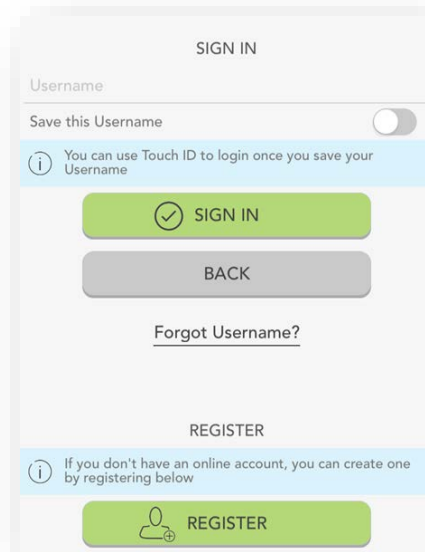 SIGN IN
Username
Save this Username
You can use Touch ID to login once you save your
Username
SIGN IN
BACK
Forgot Username?
REGISTER
If you don't have an online account, you can create one
by registering below
REGISTER